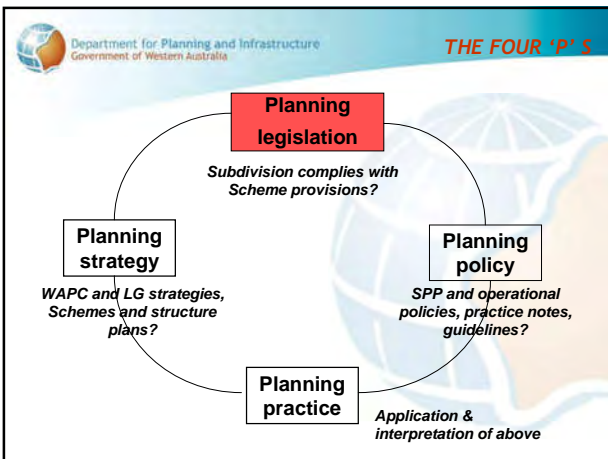 Department for Planning and Infrastructure
Government of Western Australia
THE FOUR 'P' S
Planning
legislation
Subdivision complies with
Scheme provisions?
Planning
strategy
WAPC and LG strategies,
Schemes and structure
plans?
Planning
policy
SPP and operational
policies, practice notes,
guidelines?
Planning
practice
Application &
interpretation of above